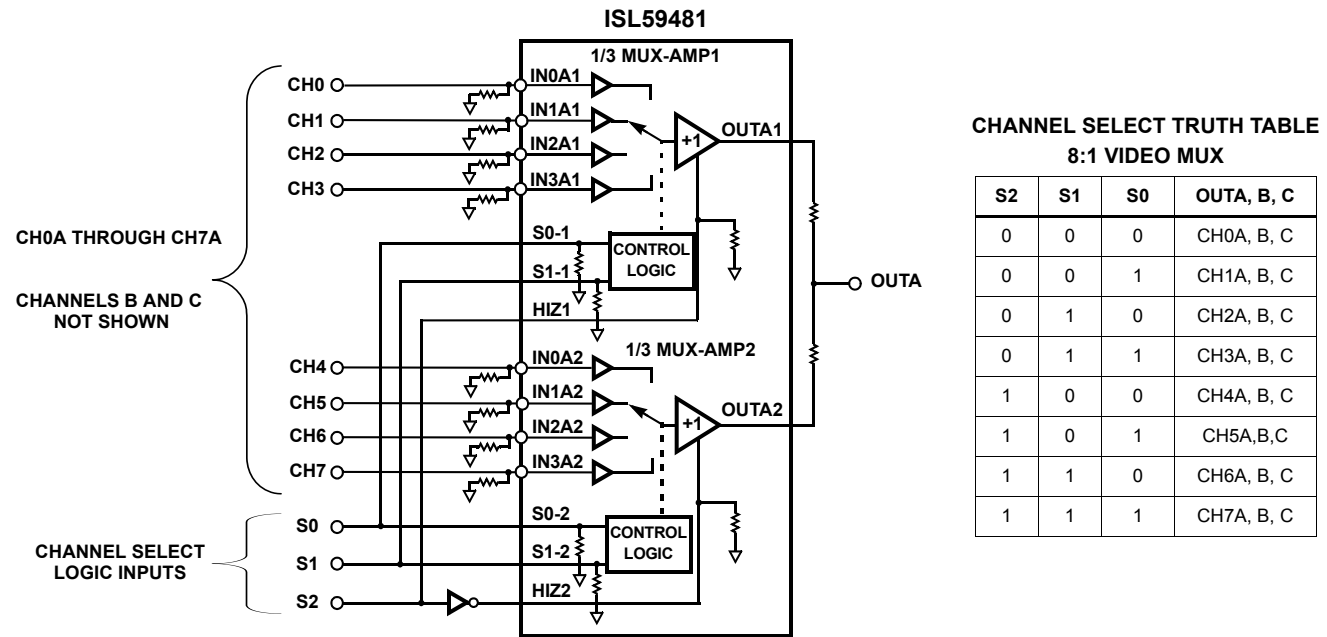 ISL59481
1/3 MUX-AMP1
CH0
IN0A1
CH1
IN1A1
CH2
IN2A1
CH3
IN3A1
+1
OUTA1
CH0A THROUGH CH7A
CHANNELS B AND C
NOT SHOWN
S0-1
S1-1
CONTROL
LOGIC
HIZ1
OUTA
1/3 MUX-AMP2
CH4
IN0A2
CH5
IN1A2
CH6
IN2A2
CH7
IN3A2
+1
OUTA2
CHANNEL SELECT
LOGIC INPUTS
S0
S0-2
S1
S1-2
CONTROL
LOGIC
S2
HIZ2
CHANNEL SELECT TRUTH TABLE
8:1 VIDEO MUX
S2 S1 S0 OUTA, B, C
0 0 0 CH0A, B, C
0 0 1 CH1A, B, C
0 1 0 CH2A, B, C
0 1 1 CH3A, B, C
1 0 0 CH4A, B, C
1 0 1 CH5A,B,C
1 1 0 CH6A, B, C
1 1 1 CH7A, B, C